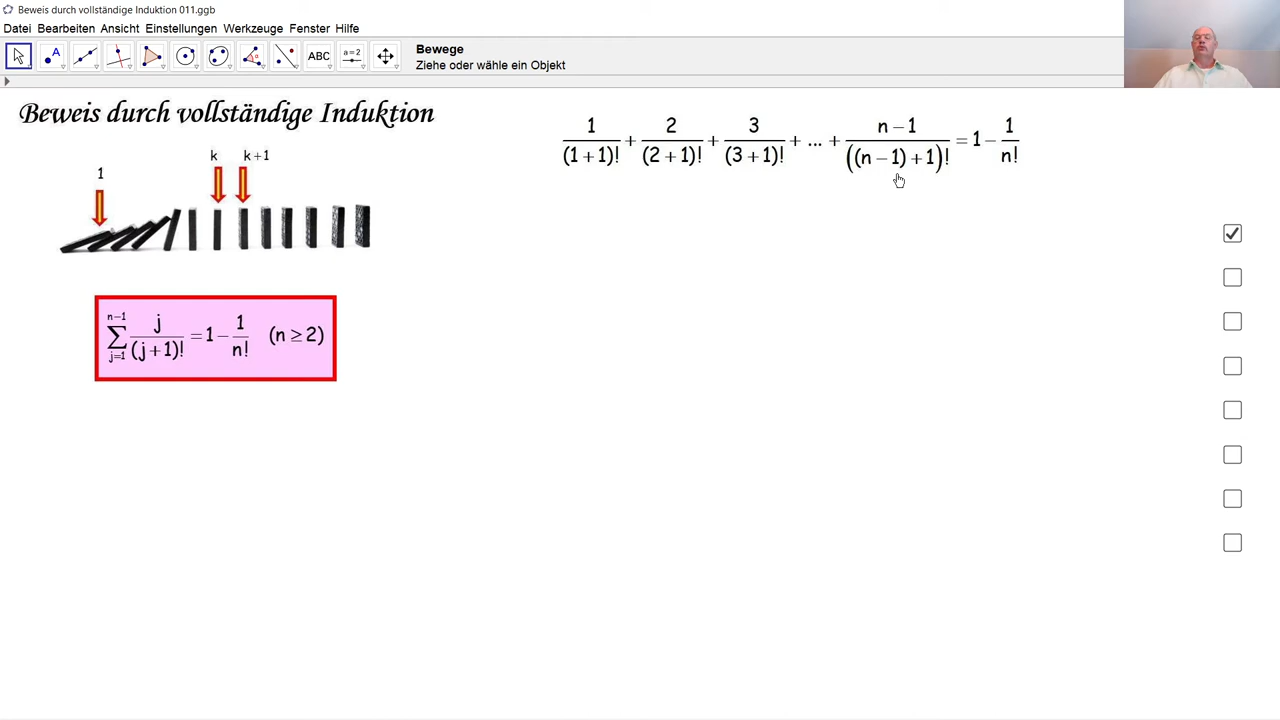 Beweis durch vollständige Induktion 011.ggb
Datei Bearbeiten Ansicht Einstellungen Werkzeuge Fenster Hilfe
A ABC a=2 Bewege
Ziehe oder wähle ein Objekt
Beweis durch vollständige Induktion
1/(1+1)! + 2/(2+1)! + 3/(3+1)! + ... + n−1/((n−1)+1)! = 1 − 1/n!
1 k k+1
∑_{j=1}^{n−1} j/(j+1)! = 1 − 1/n! (n ≥ 2)